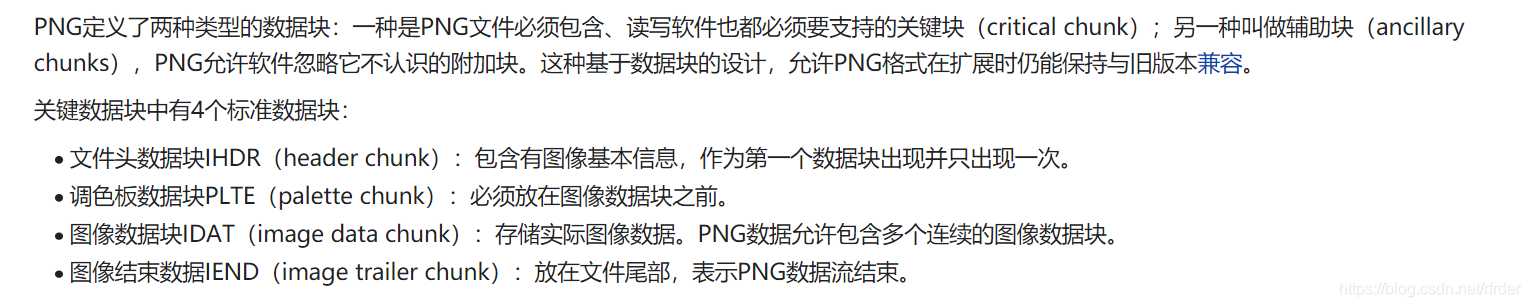 PNG定义了两种类型的数据块：一种是PNG文件必须包含、读写软件也都必须要支持的关键块（critical chunk）；另一种叫做辅助块（ancillary
chunks），PNG允许软件忽略它不认识的附加块。这种基于数据块的设计，允许PNG格式在扩展时仍能保持与旧版本兼容。
关键数据块中有4个标准数据块：
• 文件头数据块IHDR（header chunk）：包含有图像基本信息，作为第一个数据块出现并只出现一次。
• 调色板数据块PLTE（palette chunk）：必须放在图像数据块之前。
• 图像数据块IDAT（image data chunk）：存储实际图像数据。PNG数据允许包含多个连续的图像数据块。
• 图像结束数据IEND（image trailer chunk）：放在文件尾部，表示PNG数据流结束。
https://blog.csdn.net/rfrder